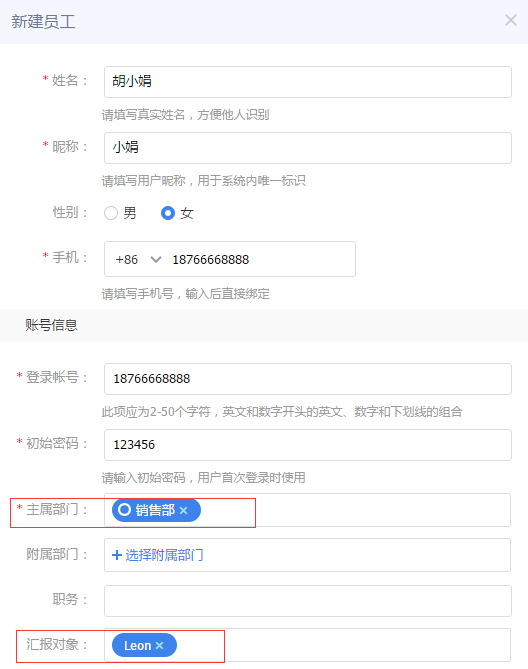 新建员工 ×
* 姓名： 胡小娟
请填写真实姓名，方便他人识别
* 昵称： 小娟
请填写用户昵称，用于系统内唯一标识
性别： 男 女
* 手机： +86 18766668888
请填写手机号，输入后直接绑定
账号信息
* 登录帐号： 18766668888
此项应为2-50个字符，英文和数字开头的英文、数字和下划线的组合
* 初始密码： 123456
请输入初始密码，用户首次登录时使用
* 主属部门： 销售部 ×
附属部门： + 选择附属部门
职务：
汇报对象： Leon ×